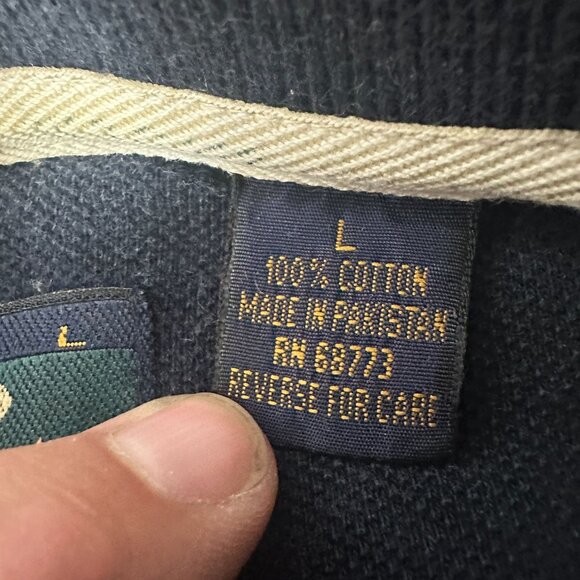 L
100% COTTON
MADE IN PAKISTAN
RN 68773
REVERSE FOR CARE
L